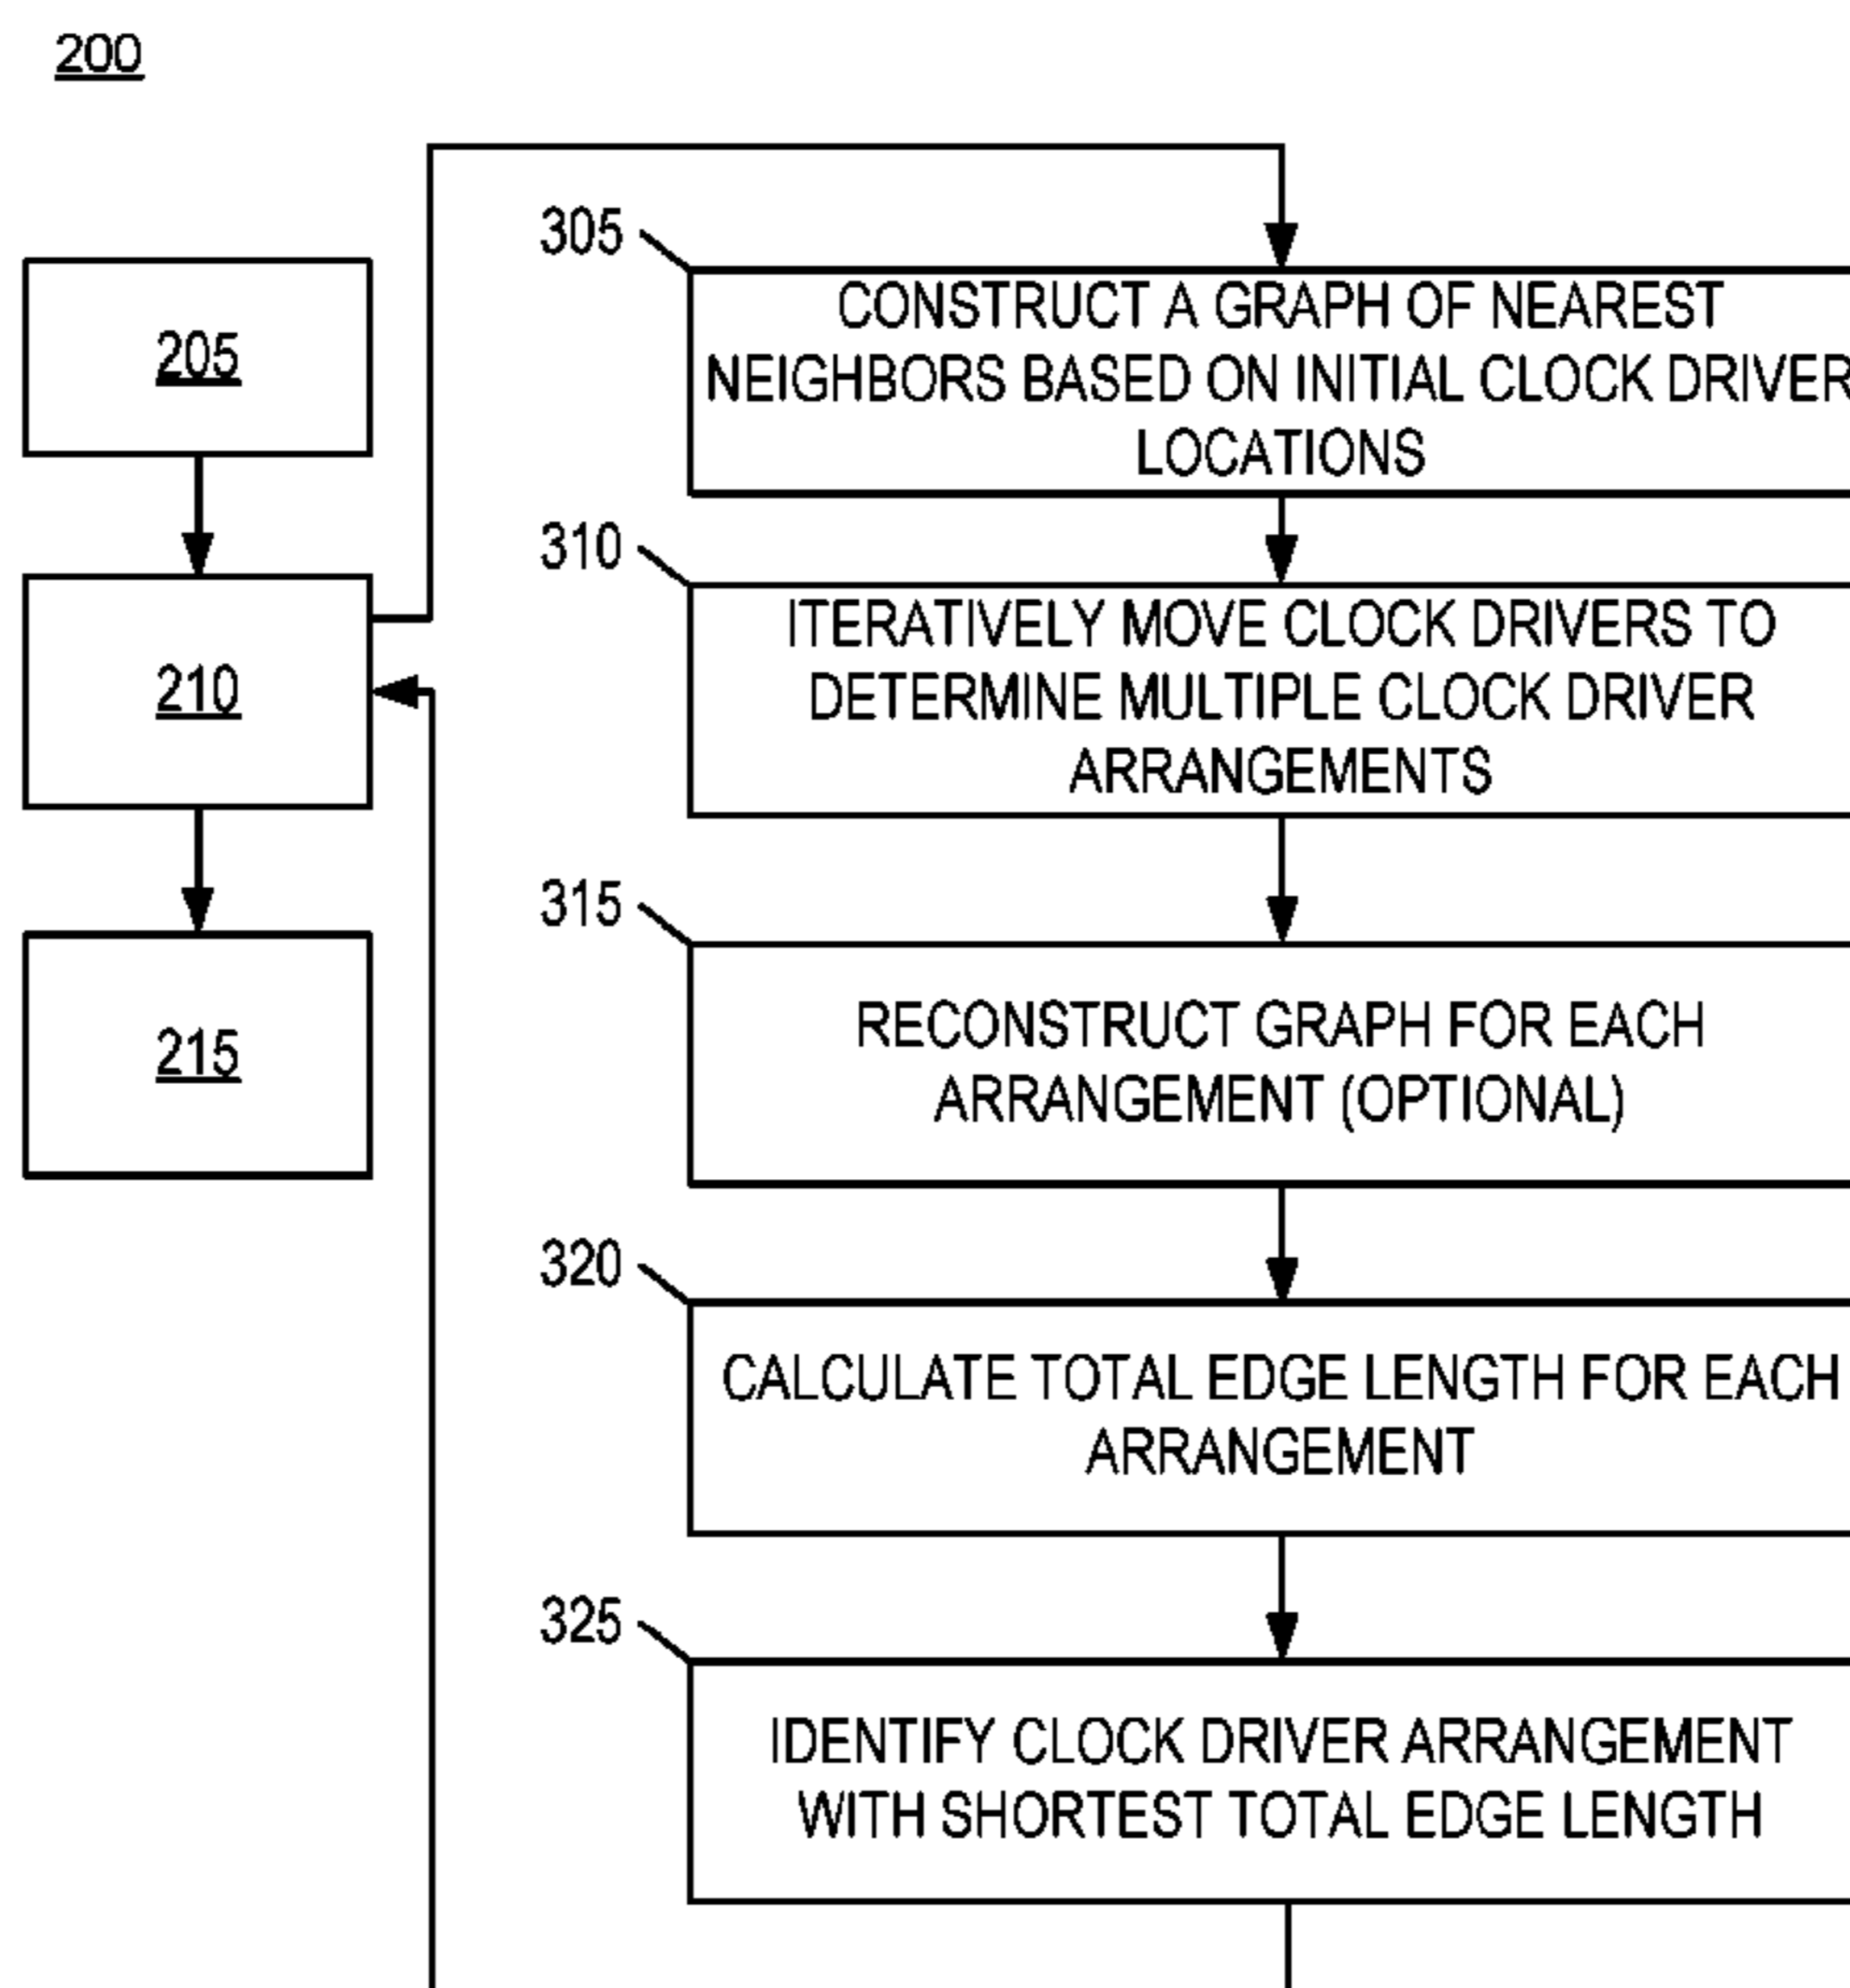 200
205
210
215
305
CONSTRUCT A GRAPH OF NEAREST
NEIGHBORS BASED ON INITIAL CLOCK DRIVER
LOCATIONS
310
ITERATIVELY MOVE CLOCK DRIVERS TO
DETERMINE MULTIPLE CLOCK DRIVER
ARRANGEMENTS
315
RECONSTRUCT GRAPH FOR EACH
ARRANGEMENT (OPTIONAL)
320
CALCULATE TOTAL EDGE LENGTH FOR EACH
ARRANGEMENT
325
IDENTIFY CLOCK DRIVER ARRANGEMENT
WITH SHORTEST TOTAL EDGE LENGTH